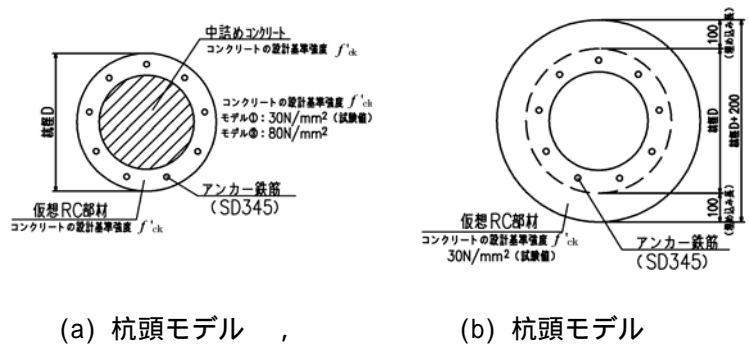 中詰めコンクリート
コンクリートの設計基準強度 f'ck
杭径D
コンクリートの設計基準強度 f'ck
モデル①：30N/mm²（試験値）
モデル③：80N/mm²
アンカー鉄筋
（SD345）
仮想RC部材
コンクリートの設計基準強度 f'ck
(a) 杭頭モデル ,
100
（埋め込み長）
杭径D
杭径D+200
100
（埋め込み長）
仮想RC部材
コンクリートの設計基準強度 f'ck
30N/mm²（試験値）
アンカー鉄筋
（SD345）
(b) 杭頭モデル